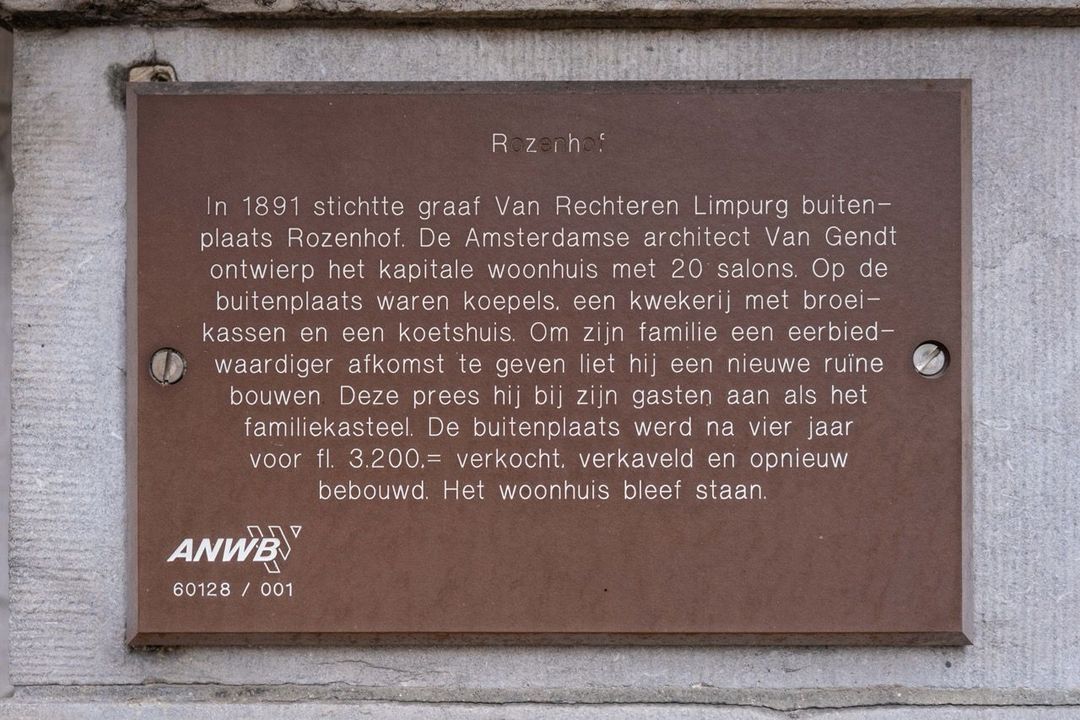 Rozenhof
In 1891 stichtte graaf Van Rechteren Limpurg buiten-
plaats Rozenhof. De Amsterdamse architect Van Gendt
ontwierp het kapitale woonhuis met 20 salons. Op de
buitenplaats waren koepels, een kwekerij met broei-
kassen en een koetshuis. Om zijn familie een eerbied-
waardiger afkomst te geven liet hij een nieuwe ruïne
bouwen. Deze prees hij bij zijn gasten aan als het
familiekasteel. De buitenplaats werd na vier jaar
voor fl. 3.200,= verkocht, verkaveld en opnieuw
bebouwd. Het woonhuis bleef staan.
ANWB
60128 / 001